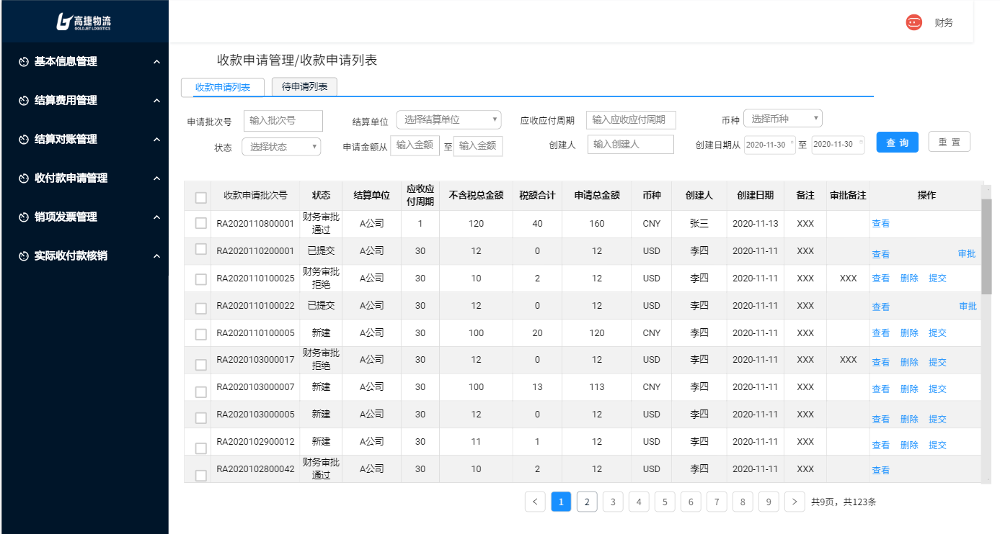 高捷物流
GOLDJET LOGISTICS
财务
基本信息管理
结算费用管理
结算对账管理
收付款申请管理
销项发票管理
实际收付款核销
收款申请管理/收款申请列表
收款申请列表 待申请列表
申请批次号 输入批次号 结算单位 选择结算单位 应收应付周期 输入应收应付周期 币种 选择币种
状态 选择状态 申请金额从 输入金额 至 输入金额 创建人 输入创建人 创建日期从 2020-11-30 至 2020-11-30 查 询 重 置
收款申请批次号 状态 结算单位 应收应付周期 不含税总金额 税额合计 申请总金额 币种 创建人 创建日期 备注 审批备注 操作
RA2020110800001 财务审批通过 A公司 1 120 40 160 CNY 张三 2020-11-13 XXX 查看
RA2020110200001 已提交 A公司 30 12 0 12 USD 李四 2020-11-11 XXX 查看 审批
RA2020110100025 财务审批拒绝 A公司 30 10 2 12 USD 李四 2020-11-11 XXX XXX 查看 删除 提交
RA2020110100022 已提交 A公司 30 12 0 12 USD 李四 2020-11-11 XXX 查看 审批
RA2020110100005 新建 A公司 30 100 20 120 CNY 李四 2020-11-11 XXX 查看 删除 提交
RA2020103000017 财务审批拒绝 A公司 30 12 0 12 USD 李四 2020-11-11 XXX XXX 查看 删除 提交
RA2020103000007 新建 A公司 30 100 13 113 CNY 李四 2020-11-11 XXX 查看 删除 提交
RA2020103000005 新建 A公司 30 12 0 12 USD 李四 2020-11-11 XXX 查看 删除 提交
RA2020102900012 新建 A公司 30 11 1 12 USD 李四 2020-11-11 XXX 查看 删除 提交
RA2020102800042 财务审批通过 A公司 30 10 2 12 USD 李四 2020-11-11 XXX 查看
< 1 2 3 4 5 6 7 8 9 > 共9页，共123条